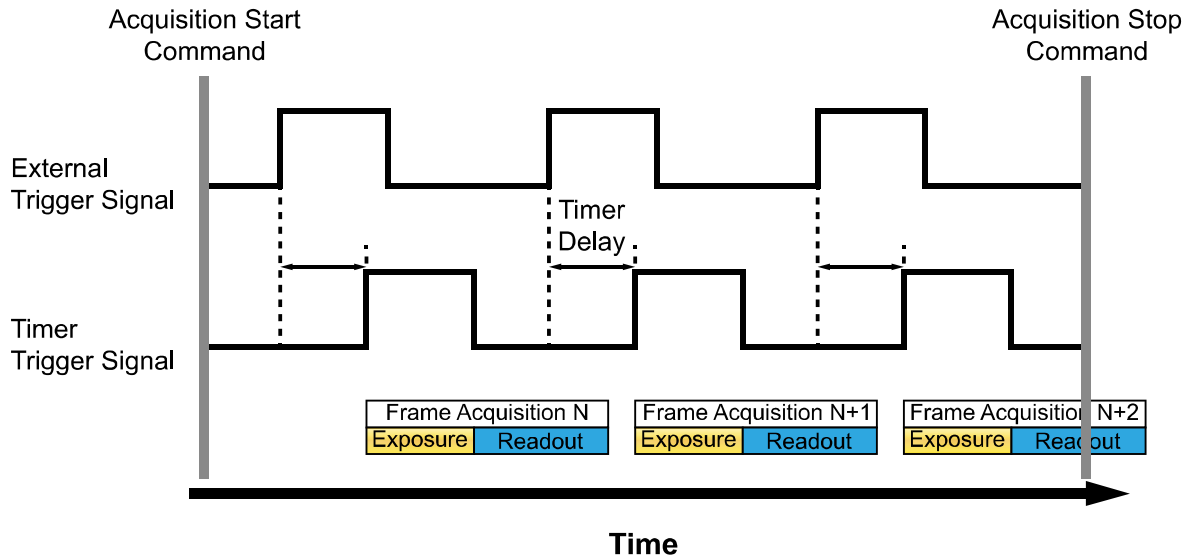 Acquisition Start
Command
Acquisition Stop
Command
External
Trigger Signal
Timer
Delay
Timer
Trigger Signal
Frame Acquisition N
Exposure
Readout
Frame Acquisition N+1
Exposure
Readout
Frame Acquisition N+2
Exposure
Readout
Time